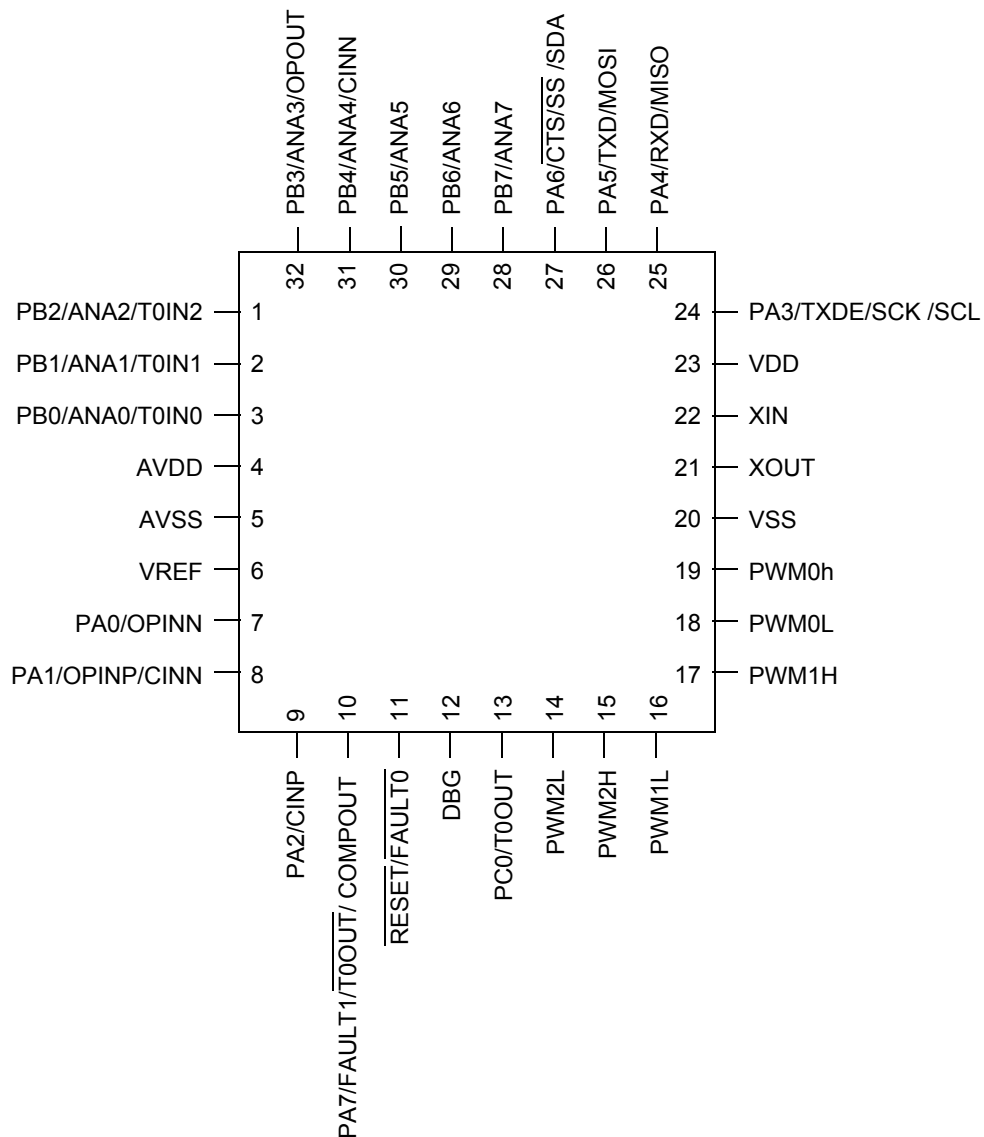 PB3/ANA3/OPOUT
PB4/ANA4/CINN
PB5/ANA5
PB6/ANA6
PB7/ANA7
PA6/CTS/SS /SDA
PA5/TXD/MOSI
PA4/RXD/MISO
32 31 30 29 28 27 26 25
PB2/ANA2/T0IN2 1
PB1/ANA1/T0IN1 2
PB0/ANA0/T0IN0 3
AVDD 4
AVSS 5
VREF 6
PA0/OPINN 7
PA1/OPINP/CINN 8
24 PA3/TXDE/SCK /SCL
23 VDD
22 XIN
21 XOUT
20 VSS
19 PWM0h
18 PWM0L
17 PWM1H
9 10 11 12 13 14 15 16
PA2/CINP
PA7/FAULT1/T0OUT/ COMPOUT
RESET/FAULT0
DBG
PC0/T0OUT
PWM2L
PWM2H
PWM1L